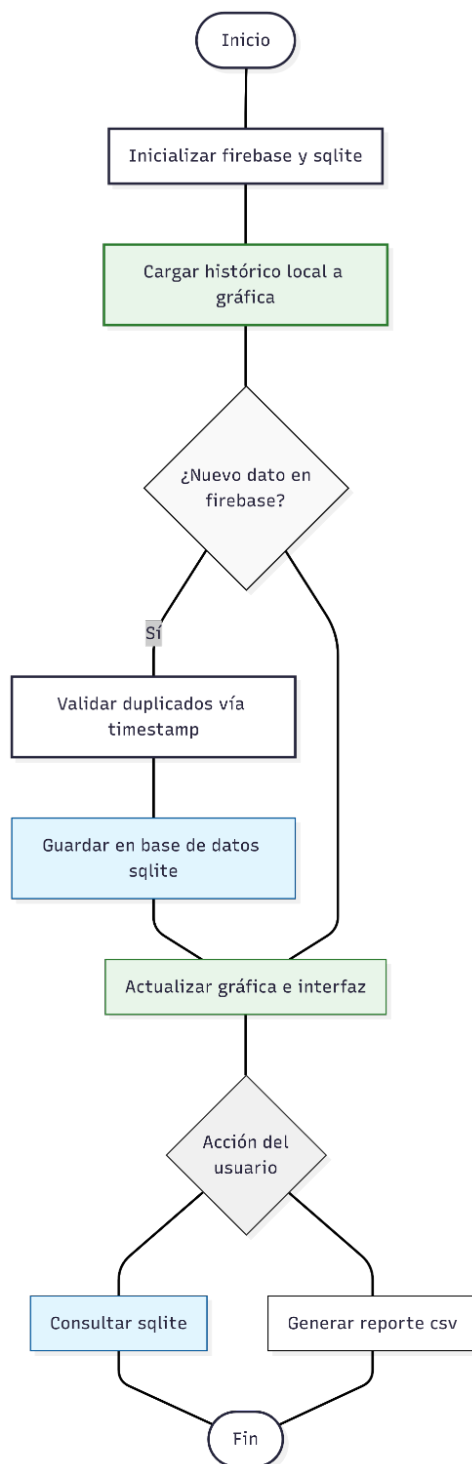 Inicio
Inicializar firebase y sqlite
Cargar histórico local a
gráfica
¿Nuevo dato en
firebase?
Sí
Validar duplicados vía
timestamp
Guardar en base de datos
sqlite
Actualizar gráfica e interfaz
Acción del
usuario
Consultar sqlite
Generar reporte csv
Fin